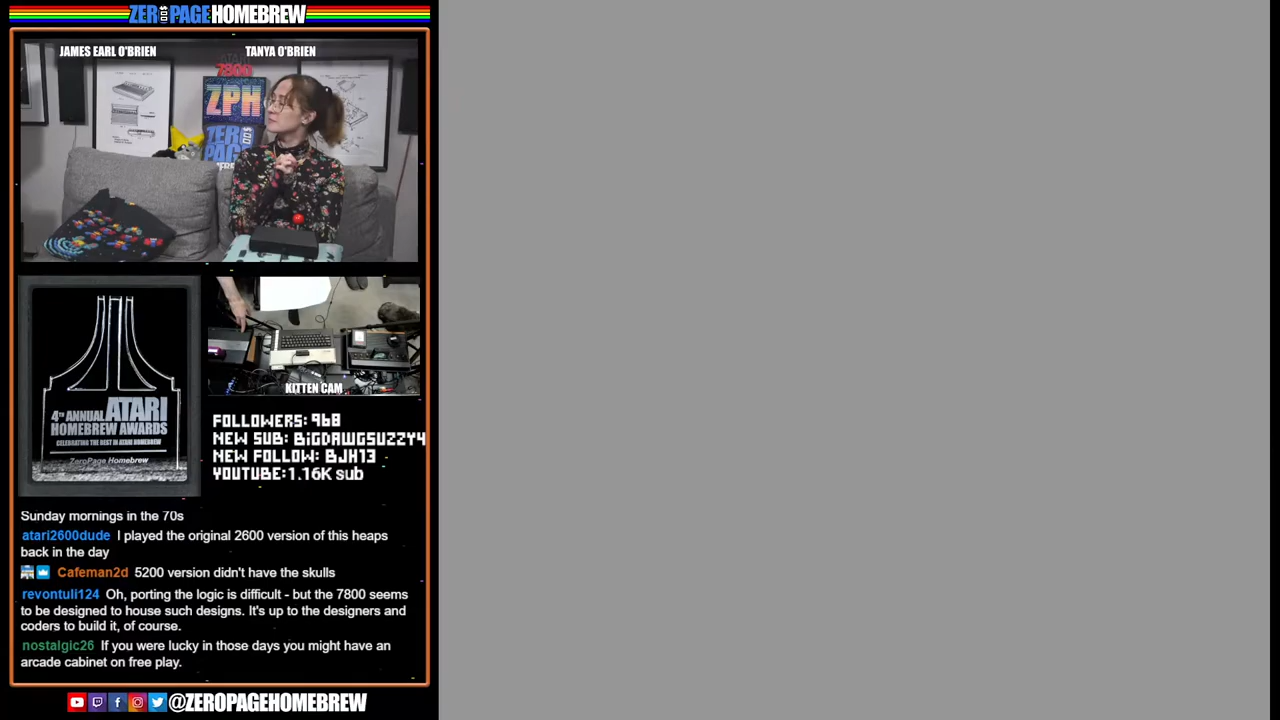 ZEROPAGE HOMEBREW
JAMES EARL O'BRIEN
TANYA O'BRIEN
ATARI
7800
ZPH
ZERO
PAGE
4TH ANNUAL ATARI
HOMEBREW AWARDS
CELEBRATING THE BEST IN ATARI HOMEBREW
ZeroPage Homebrew
KITTEN CAM
FOLLOWERS: 968
NEW SUB: BIGDAWGSUZZY4
NEW FOLLOW: BJH13
YOUTUBE: 1.16K sub
Sunday mornings in the 70s
atari2600dude I played the original 2600 version of this heaps
back in the day
Cafeman2d 5200 version didn't have the skulls
revontuli124 Oh, porting the logic is difficult - but the 7800 seems
to be designed to house such designs. It's up to the designers and
coders to build it, of course.
nostalgic26 If you were lucky in those days you might have an
arcade cabinet on free play.
@ZEROPAGEHOMEBREW